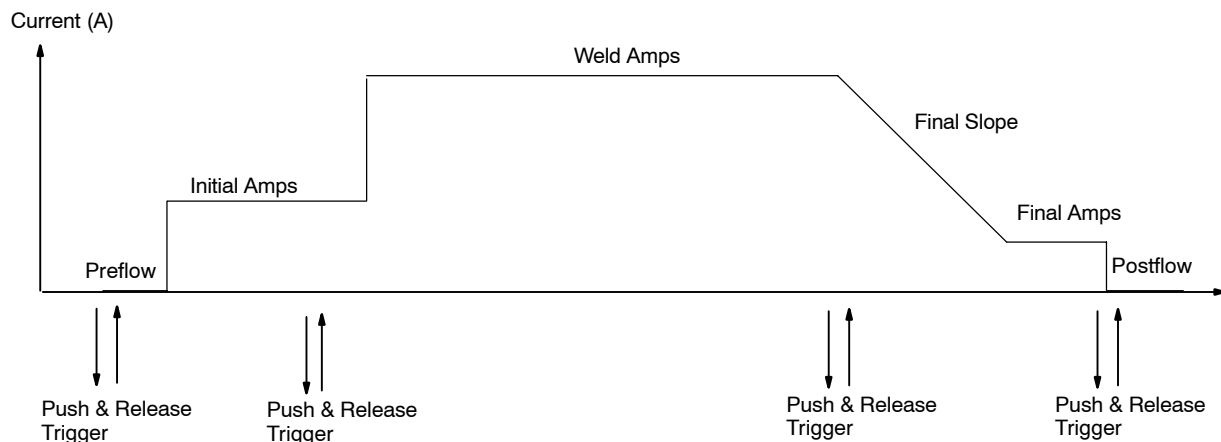 Current (A)
Weld Amps
Final Slope
Initial Amps
Final Amps
Preflow
Postflow
Push & Release
Trigger
Push & Release
Trigger
Push & Release
Trigger
Push & Release
Trigger